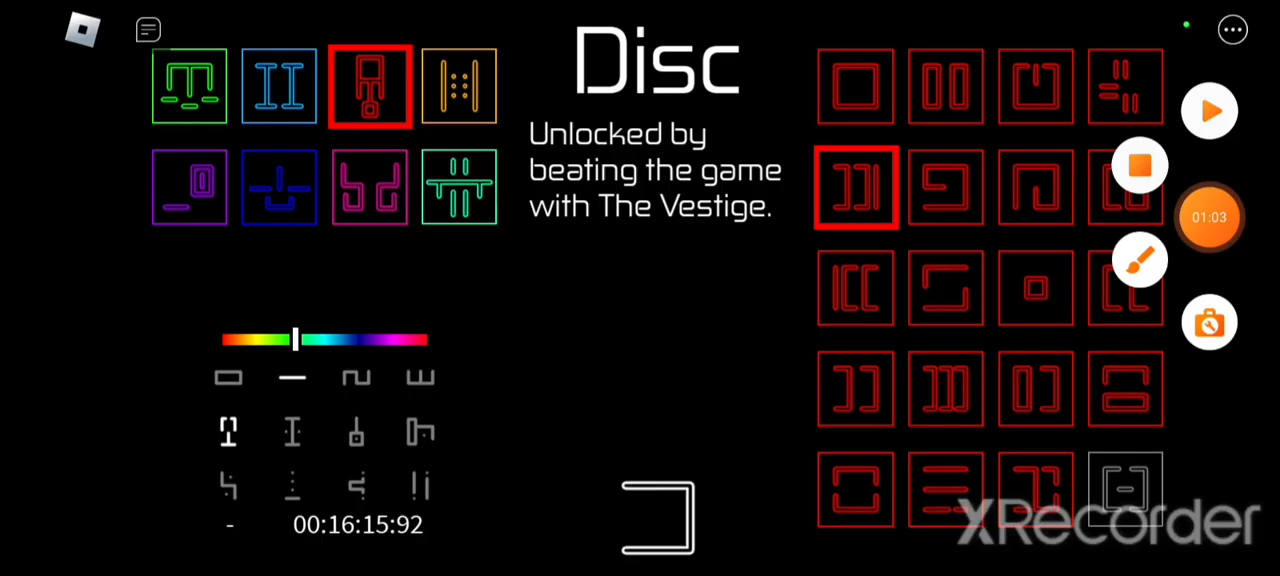 Disc
Unlocked by
beating the game
with The Vestige.
01:03
- 00:16:15:92
XRecorder